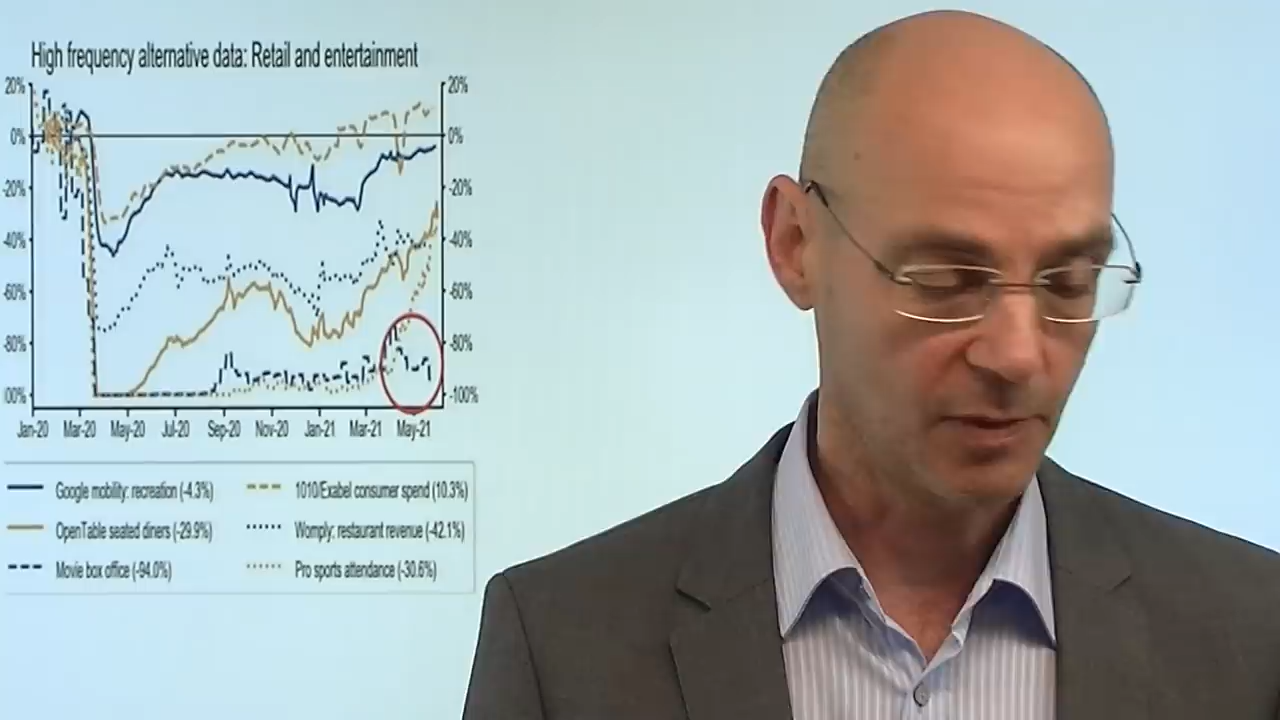 High frequency alternative data: Retail and entertainment
20% 20%
0% 0%
-20% -20%
-40% -40%
-60% -60%
-80% -80%
00% -100%
Jan-20 Mar-20 May-20 Jul-20 Sep-20 Nov-20 Jan-21 Mar-21 May-21
Google mobility: recreation (-4.3%) 1010/Exabel consumer spend (10.3%)
OpenTable seated diners (-29.9%) Womply: restaurant revenue (-42.1%)
Movie box office (-94.0%) Pro sports attendance (-30.6%)